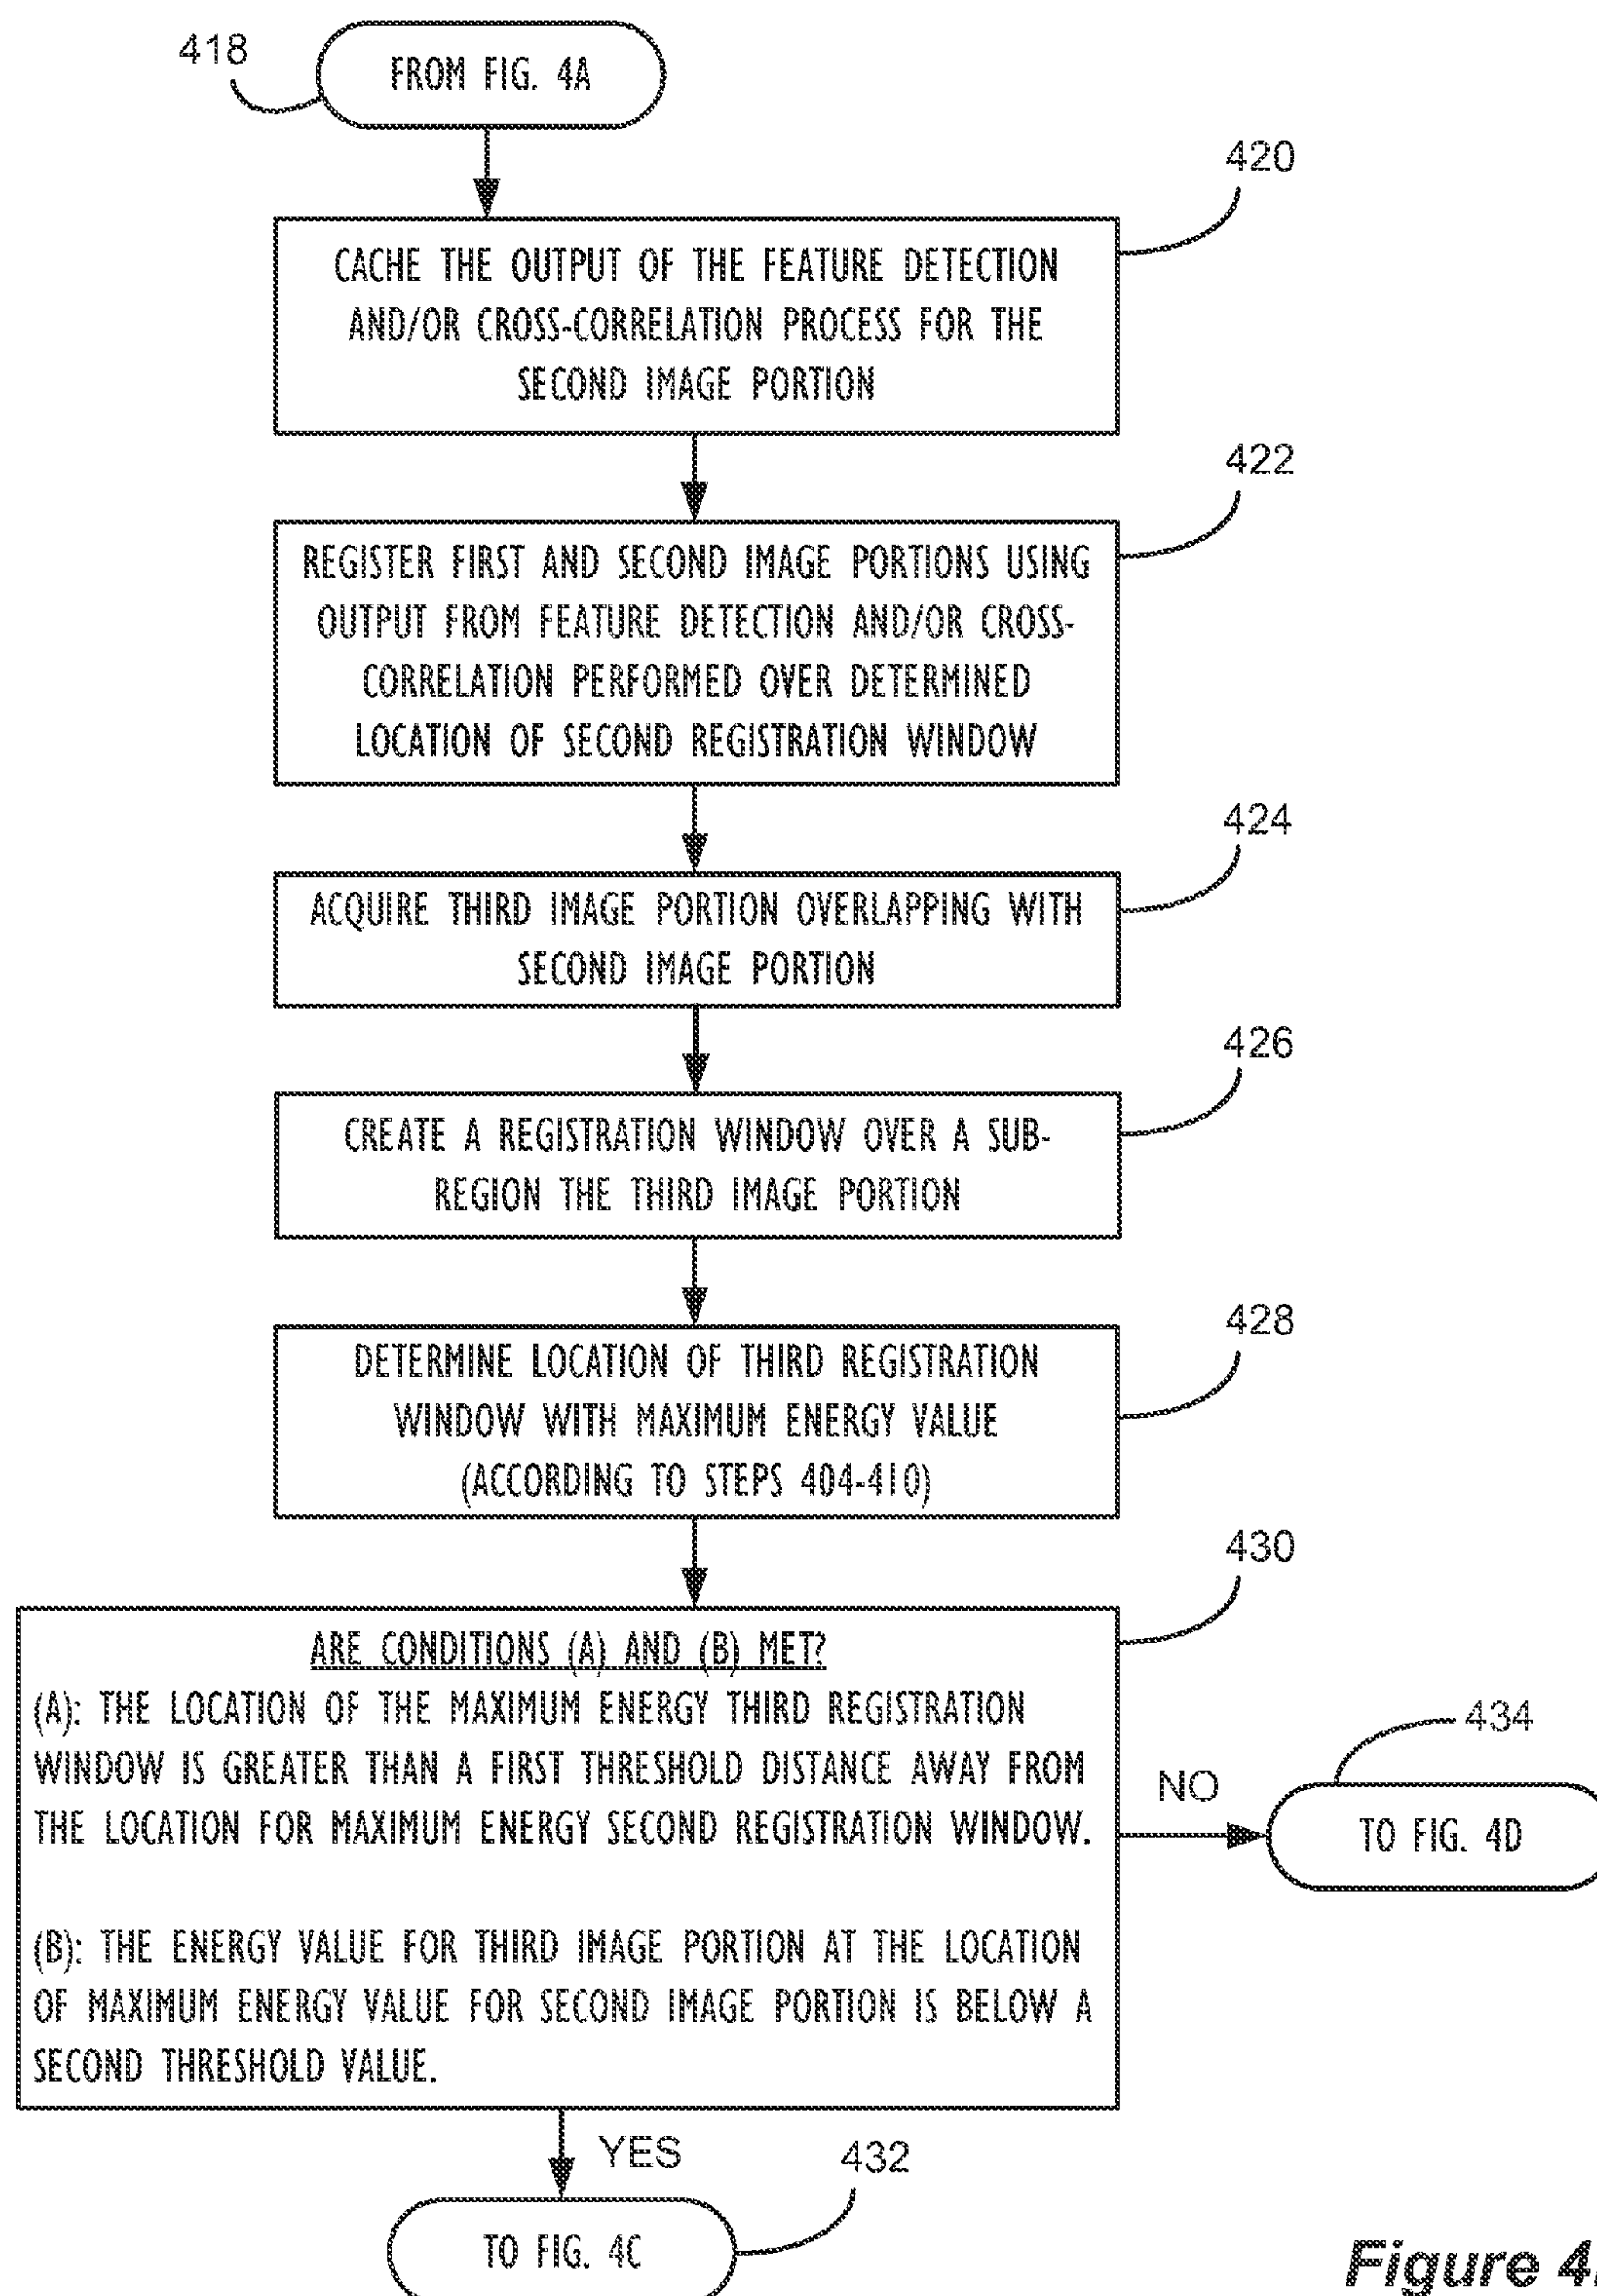 418
FROM FIG. 4A
420
CACHE THE OUTPUT OF THE FEATURE DETECTION
AND/OR CROSS-CORRELATION PROCESS FOR THE
SECOND IMAGE PORTION
422
REGISTER FIRST AND SECOND IMAGE PORTIONS USING
OUTPUT FROM FEATURE DETECTION AND/OR CROSS-
CORRELATION PERFORMED OVER DETERMINED
LOCATION OF SECOND REGISTRATION WINDOW
424
ACQUIRE THIRD IMAGE PORTION OVERLAPPING WITH
SECOND IMAGE PORTION
426
CREATE A REGISTRATION WINDOW OVER A SUB-
REGION THE THIRD IMAGE PORTION
428
DETERMINE LOCATION OF THIRD REGISTRATION
WINDOW WITH MAXIMUM ENERGY VALUE
(ACCORDING TO STEPS 404-410)
430
ARE CONDITIONS (A) AND (B) MET?
(A): THE LOCATION OF THE MAXIMUM ENERGY THIRD REGISTRATION
WINDOW IS GREATER THAN A FIRST THRESHOLD DISTANCE AWAY FROM
THE LOCATION FOR MAXIMUM ENERGY SECOND REGISTRATION WINDOW.
(B): THE ENERGY VALUE FOR THIRD IMAGE PORTION AT THE LOCATION
OF MAXIMUM ENERGY VALUE FOR SECOND IMAGE PORTION IS BELOW A
SECOND THRESHOLD VALUE.
434
NO
TO FIG. 4D
YES
432
TO FIG. 4C
Figure 4